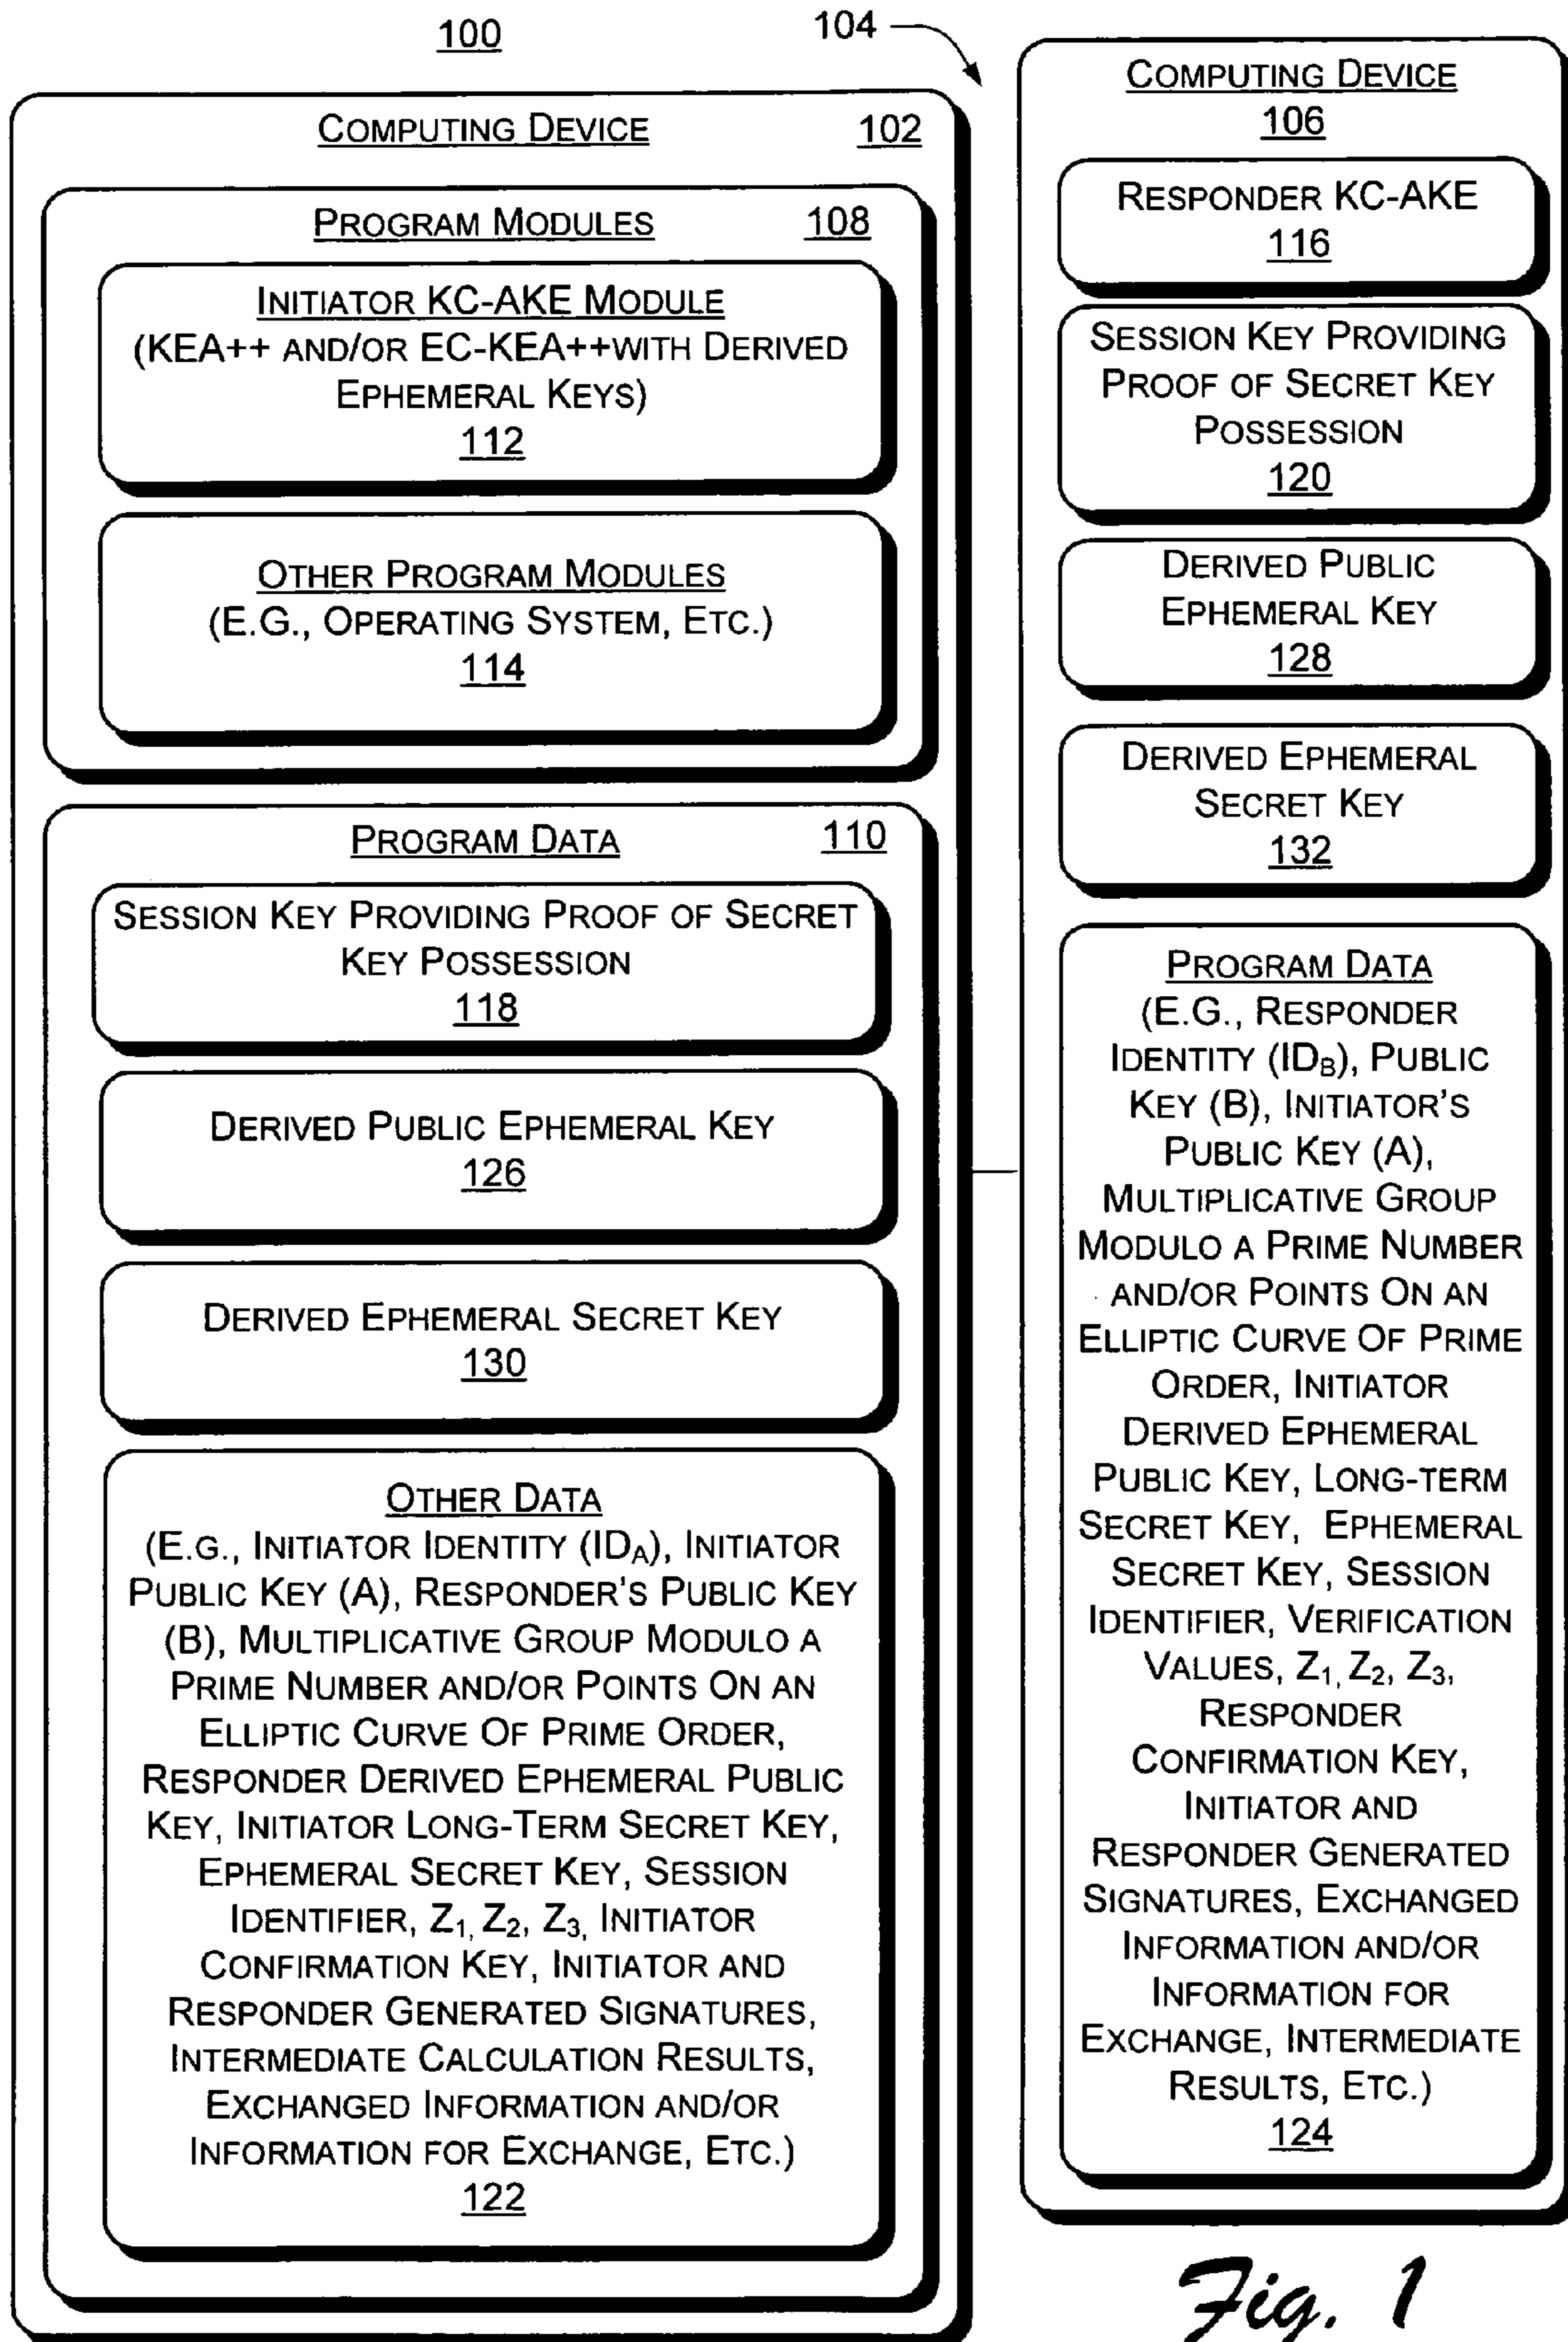 100
104
COMPUTING DEVICE 102
PROGRAM MODULES 108
INITIATOR KC-AKE MODULE
(KEA++ AND/OR EC-KEA++WITH DERIVED
EPHEMERAL KEYS)
112
OTHER PROGRAM MODULES
(E.G., OPERATING SYSTEM, ETC.)
114
PROGRAM DATA 110
SESSION KEY PROVIDING PROOF OF SECRET
KEY POSSESSION
118
DERIVED PUBLIC EPHEMERAL KEY
126
DERIVED EPHEMERAL SECRET KEY
130
OTHER DATA
(E.G., INITIATOR IDENTITY (IDA), INITIATOR
PUBLIC KEY (A), RESPONDER'S PUBLIC KEY
(B), MULTIPLICATIVE GROUP MODULO A
PRIME NUMBER AND/OR POINTS ON AN
ELLIPTIC CURVE OF PRIME ORDER,
RESPONDER DERIVED EPHEMERAL PUBLIC
KEY, INITIATOR LONG-TERM SECRET KEY,
EPHEMERAL SECRET KEY, SESSION
IDENTIFIER, Z1, Z2, Z3, INITIATOR
CONFIRMATION KEY, INITIATOR AND
RESPONDER GENERATED SIGNATURES,
INTERMEDIATE CALCULATION RESULTS,
EXCHANGED INFORMATION AND/OR
INFORMATION FOR EXCHANGE, ETC.)
122
COMPUTING DEVICE
106
RESPONDER KC-AKE
116
SESSION KEY PROVIDING
PROOF OF SECRET KEY
POSSESSION
120
DERIVED PUBLIC
EPHEMERAL KEY
128
DERIVED EPHEMERAL
SECRET KEY
132
PROGRAM DATA
(E.G., RESPONDER
IDENTITY (IDB), PUBLIC
KEY (B), INITIATOR'S
PUBLIC KEY (A),
MULTIPLICATIVE GROUP
MODULO A PRIME NUMBER
AND/OR POINTS ON AN
ELLIPTIC CURVE OF PRIME
ORDER, INITIATOR
DERIVED EPHEMERAL
PUBLIC KEY, LONG-TERM
SECRET KEY, EPHEMERAL
SECRET KEY, SESSION
IDENTIFIER, VERIFICATION
VALUES, Z1, Z2, Z3,
RESPONDER
CONFIRMATION KEY,
INITIATOR AND
RESPONDER GENERATED
SIGNATURES, EXCHANGED
INFORMATION AND/OR
INFORMATION FOR
EXCHANGE, INTERMEDIATE
RESULTS, ETC.)
124
Fig. 1